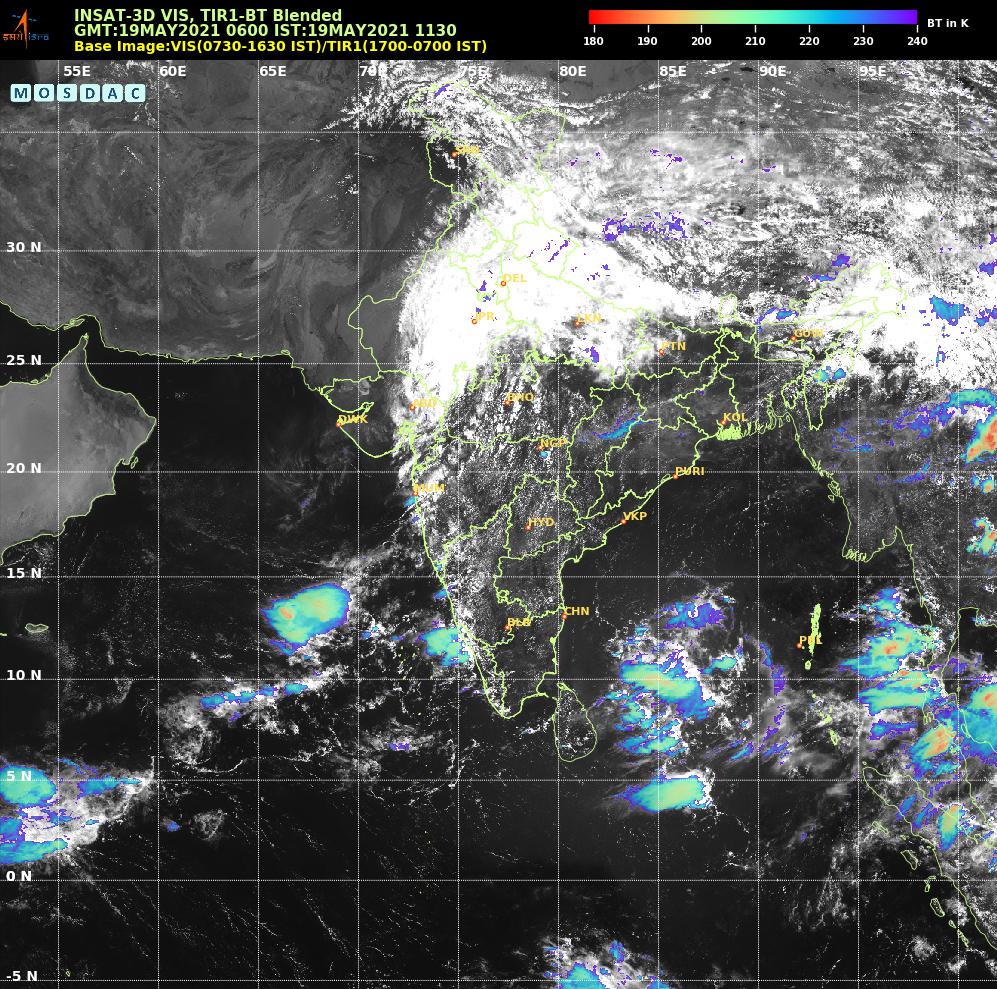 INSAT-3D VIS, TIR1-BT Blended
GMT:19MAY2021 0600 IST:19MAY2021 1130
Base Image:VIS(0730-1630 IST)/TIR1(1700-0700 IST)
BT in K
180 190 200 210 220 230 240
55E 60E 65E 70E 75E 80E 85E 90E 95E
MOSDAC
SRN
30 N
DEL
JPR
LKN
GUW
PTN
25 N
BHO
DWK
KOL
NGP
20 N
PURI
MUM
HYD
VKP
15 N
CHN
BLR
PBL
10 N
5 N
0 N
-5 N